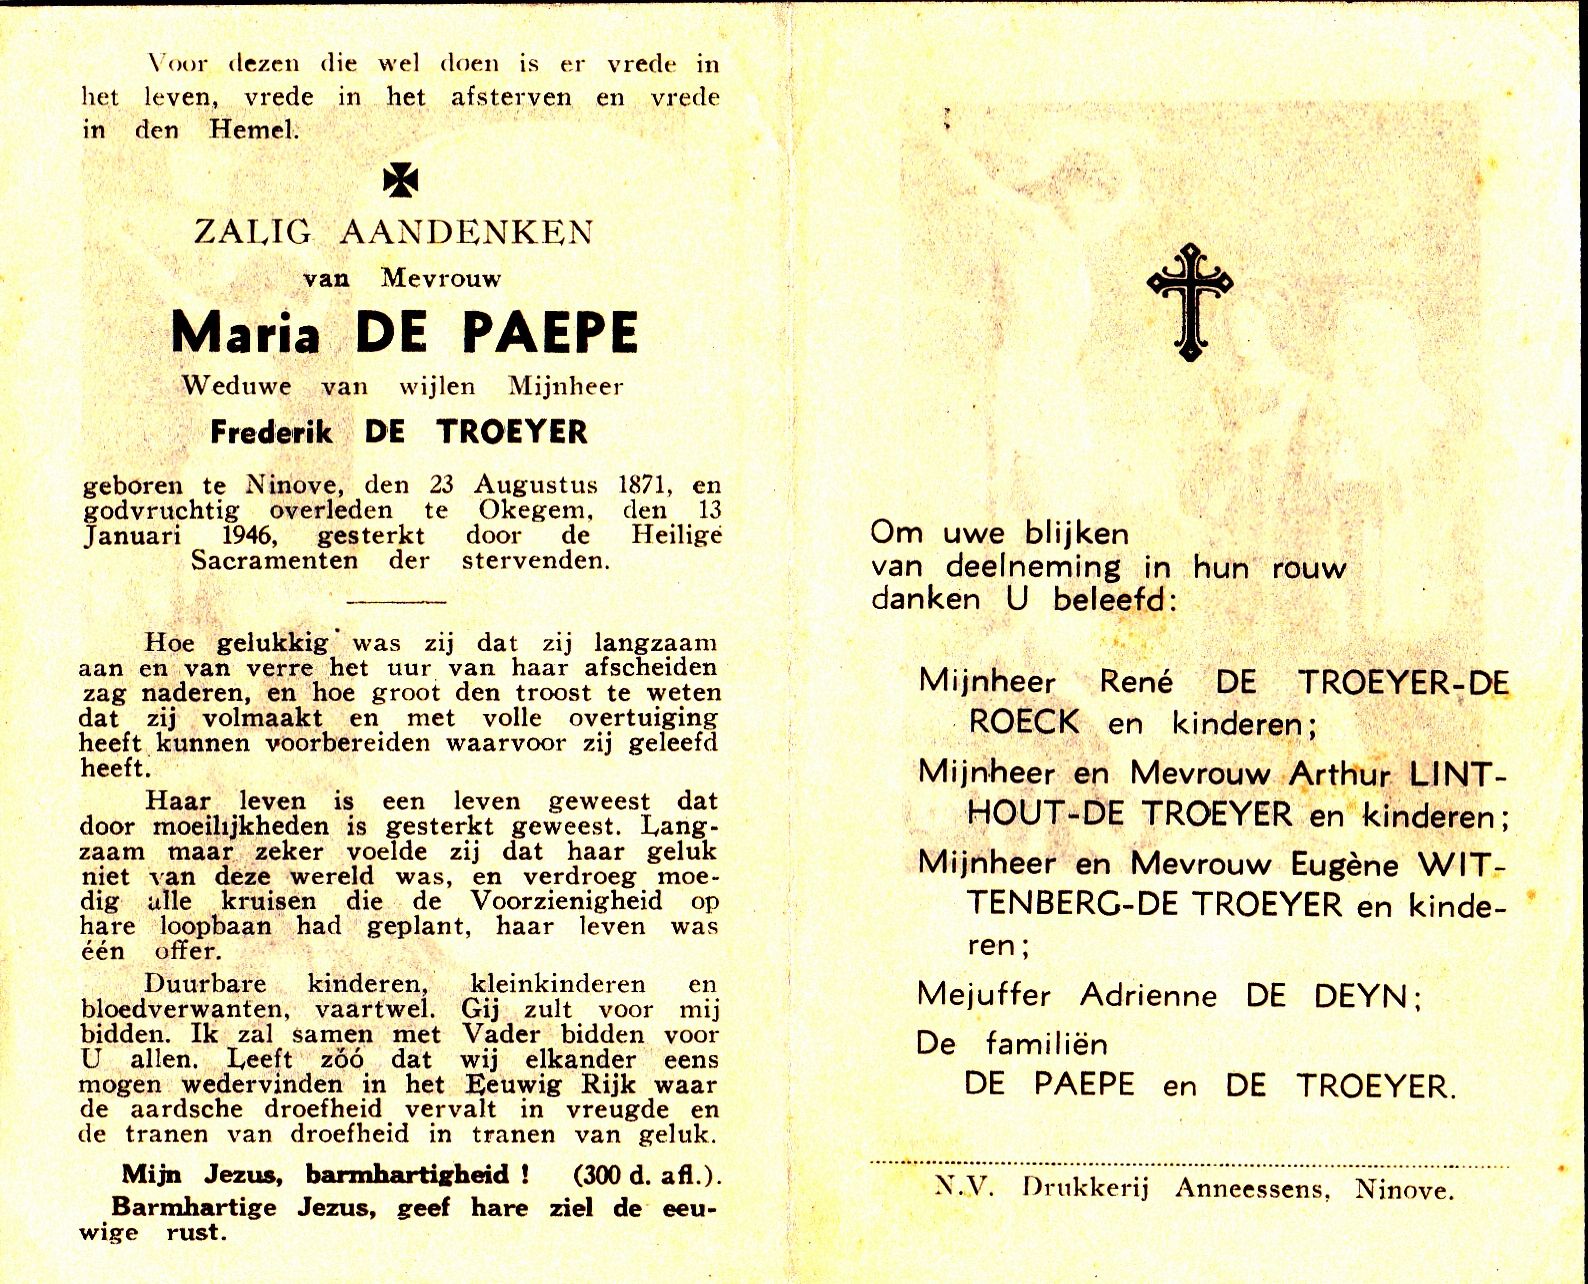 Voor dezen die wel doen is er vrede in
het leven, vrede in het afsterven en vrede
in den Hemel.
ZALIG AANDENKEN
van Mevrouw
Maria DE PAEPE
Weduwe van wijlen Mijnheer
Frederik DE TROEYER
geboren te Ninove, den 23 Augustus 1871, en
godvruchtig overleden te Okegem, den 13
Januari 1946, gesterkt door de Heilige
Sacramenten der stervenden.
Hoe gelukkig was zij dat zij langzaam
aan en van verre het uur van haar afscheiden
zag naderen, en hoe groot den troost te weten
dat zij volmaakt en met volle overtuiging
heeft kunnen voorbereiden waarvoor zij geleefd
heeft.
Haar leven is een leven geweest dat
door moeilijkheden is gesterkt geweest. Lang-
zaam maar zeker voelde zij dat haar geluk
niet van deze wereld was, en verdroeg moe-
dig alle kruisen die de Voorzienigheid op
hare loopbaan had geplant, haar leven was
één offer.
Duurbare kinderen, kleinkinderen en
bloedverwanten, vaartwel. Gij zult voor mij
bidden. Ik zal samen met Vader bidden voor
U allen. Leeft zóó dat wij elkander eens
mogen wedervinden in het Eeuwig Rijk waar
de aardsche droefheid vervalt in vreugde en
de tranen van droefheid in tranen van geluk.
Mijn Jezus, barmhartigheid ! (300 d. afl.).
Barmhartige Jezus, geef hare ziel de eeu-
wige rust.
Om uwe blijken
van deelneming in hun rouw
danken U beleefd:
Mijnheer René DE TROEYER-DE
ROECK en kinderen;
Mijnheer en Mevrouw Arthur LINT-
HOUT-DE TROEYER en kinderen;
Mijnheer en Mevrouw Eugène WIT-
TENBERG-DE TROEYER en kinde-
ren;
Mejuffer Adrienne DE DEYN;
De familiën
DE PAEPE en DE TROEYER.
N.V. Drukkerij Anneessens, Ninove.